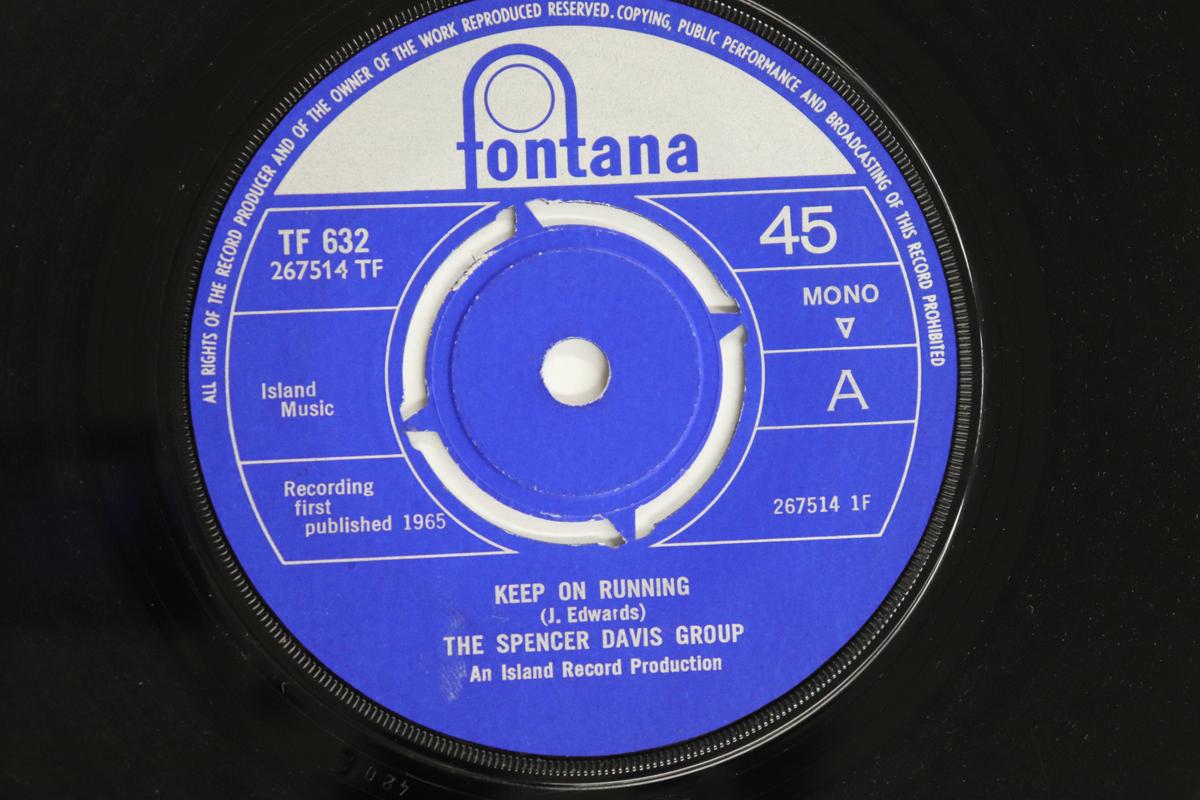 ALL RIGHTS OF THE RECORD PRODUCER AND OF THE OWNER OF THE WORK REPRODUCED RESERVED. COPYING, PUBLIC PERFORMANCE AND BROADCASTING OF THIS RECORD PROHIBITED
fontana
TF 632
267514 TF
45
MONO
A
Island
Music
Recording
first
published 1965
267514 1F
KEEP ON RUNNING
(J. Edwards)
THE SPENCER DAVIS GROUP
An Island Record Production